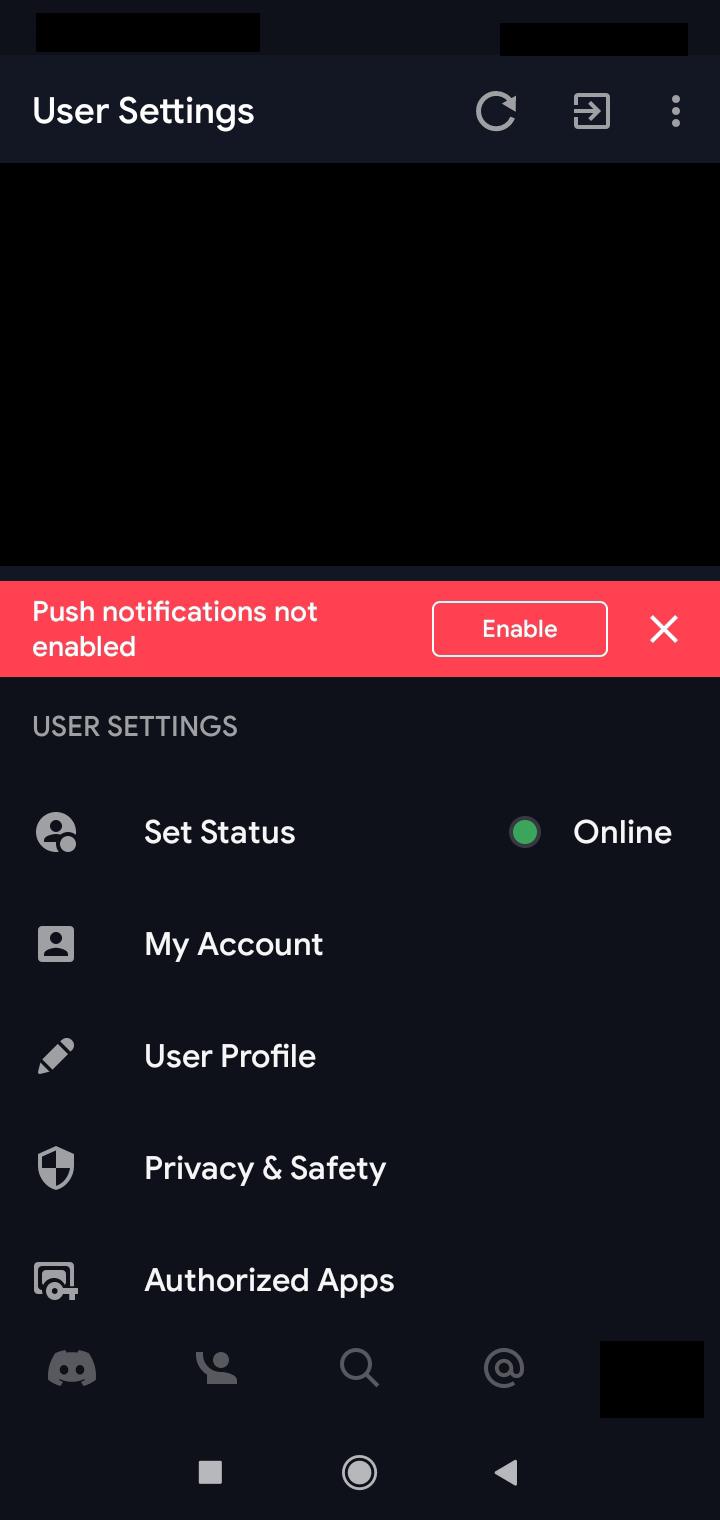 User Settings
Push notifications not
enabled
Enable
USER SETTINGS
Set Status
Online
My Account
User Profile
Privacy & Safety
Authorized Apps